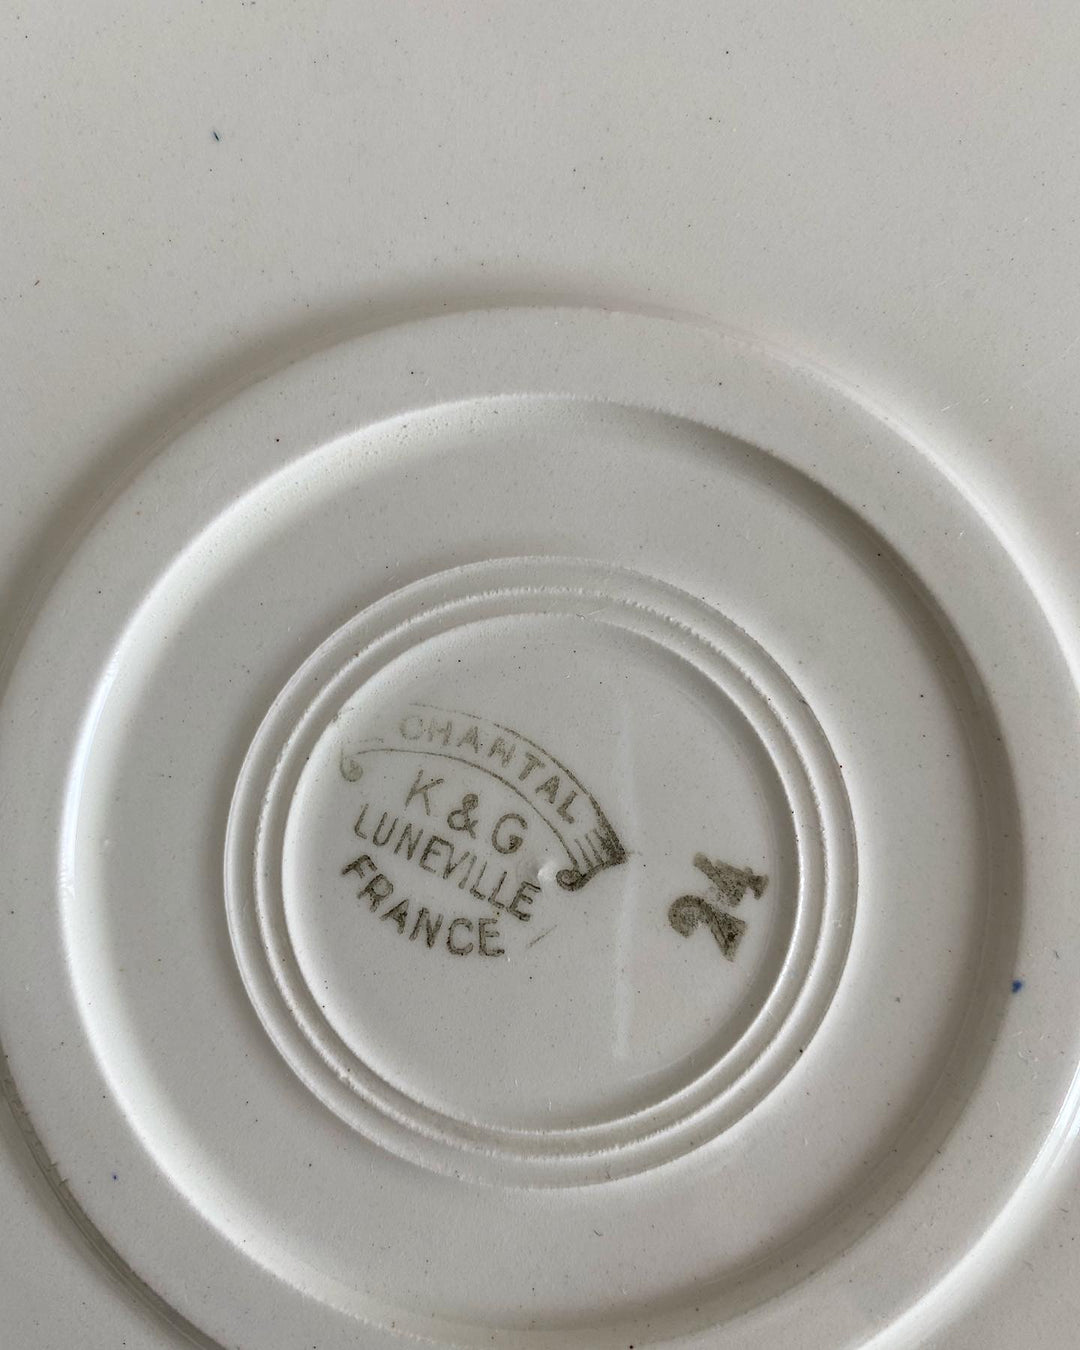 CHANTAL
K & G
LUNEVILLE
FRANCE
24